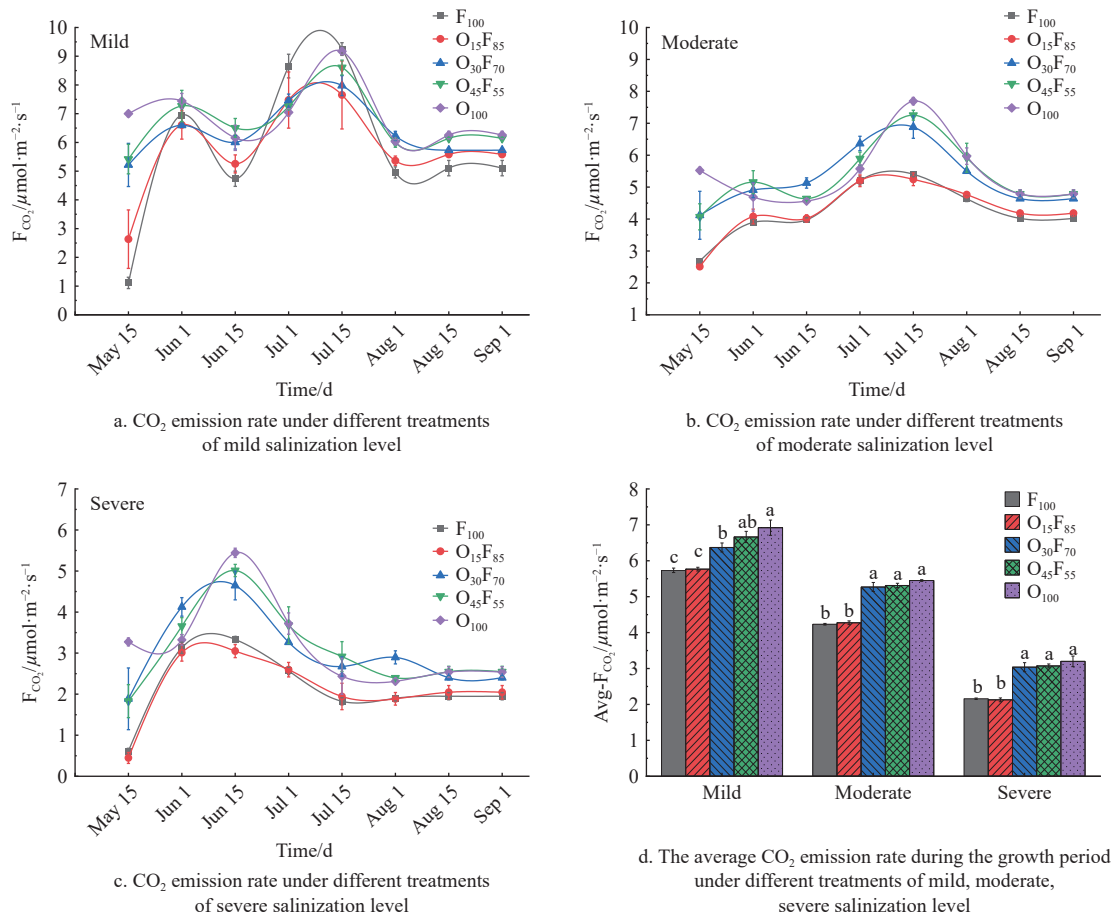 Mild
F₁₀₀
O₁₅F₈₅
O₃₀F₇₀
O₄₅F₅₅
O₁₀₀
F_CO₂/μmol·m⁻²·s⁻¹
10
9
8
7
6
5
4
3
2
1
0
May 15
Jun 1
Jun 15
Jul 1
Jul 15
Aug 1
Aug 15
Sep 1
Time/d
a. CO₂ emission rate under different treatments
of mild salinization level
Moderate
F₁₀₀
O₁₅F₈₅
O₃₀F₇₀
O₄₅F₅₅
O₁₀₀
F_CO₂/μmol·m⁻²·s⁻¹
10
9
8
7
6
5
4
3
2
1
May 15
Jun 1
Jun 15
Jul 1
Jul 15
Aug 1
Aug 15
Sep 1
Time/d
b. CO₂ emission rate under different treatments
of moderate salinization level
Severe
F₁₀₀
O₁₅F₈₅
O₃₀F₇₀
O₄₅F₅₅
O₁₀₀
F_CO₂/μmol·m⁻²·s⁻¹
7
6
5
4
3
2
1
0
May 15
Jun 1
Jun 15
Jul 1
Jul 15
Aug 1
Aug 15
Sep 1
Time/d
c. CO₂ emission rate under different treatments
of severe salinization level
F₁₀₀
O₁₅F₈₅
O₃₀F₇₀
O₄₅F₅₅
O₁₀₀
Avg-F_CO₂/μmol·m⁻²·s⁻¹
8
7
6
5
4
3
2
1
0
c c b ab a
b b a a a
b b a a a
Mild Moderate Severe
d. The average CO₂ emission rate during the growth period
under different treatments of mild, moderate,
severe salinization level